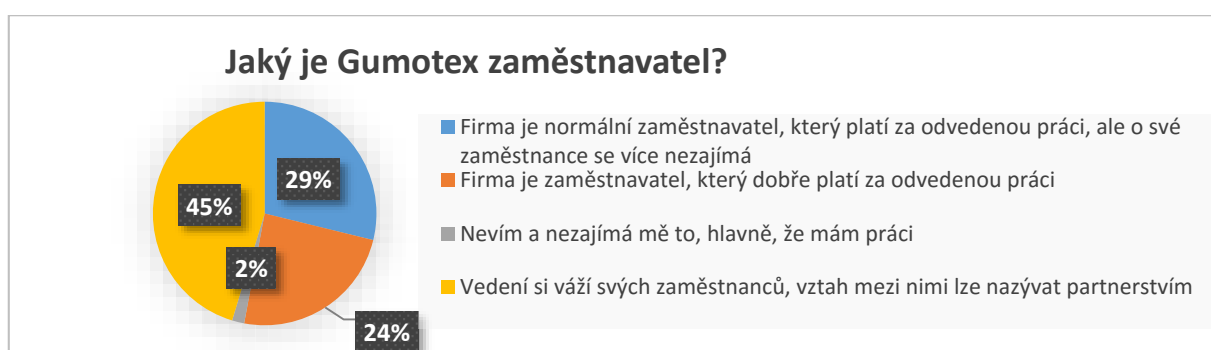 Jaký je Gumotex zaměstnavatel?
29%
45%
2%
24%
Firma je normální zaměstnavatel, který platí za odvedenou práci, ale o své
zaměstnance se více nezajímá
Firma je zaměstnavatel, který dobře platí za odvedenou práci
Nevím a nezajímá mě to, hlavně, že mám práci
Vedení si váží svých zaměstnanců, vztah mezi nimi lze nazývat partnerstvím